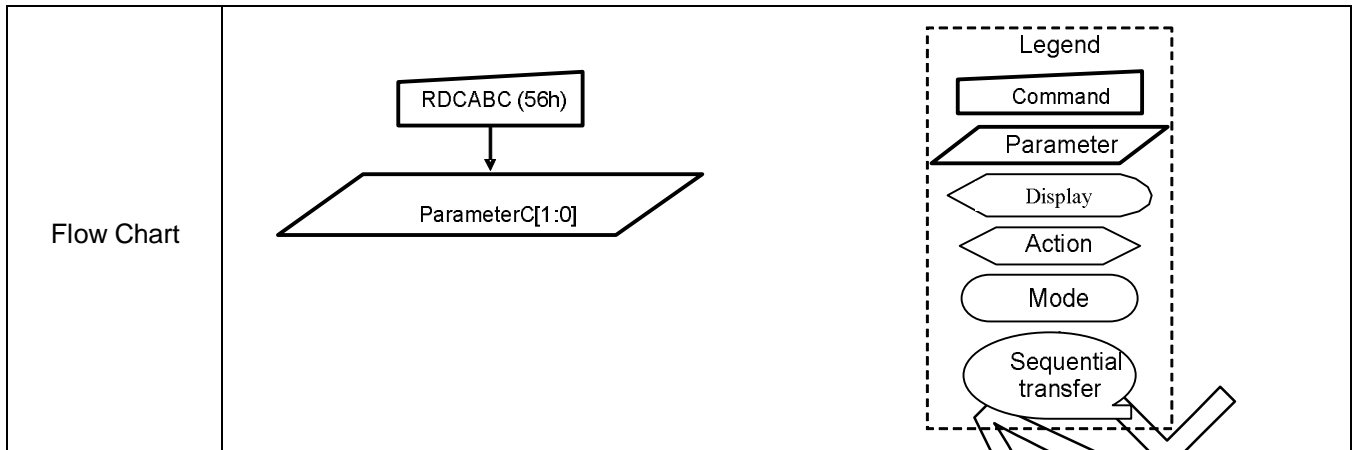 Flow Chart
RDCABC (56h)
ParameterC[1:0]
Legend
Command
Parameter
Display
Action
Mode
Sequential
transfer